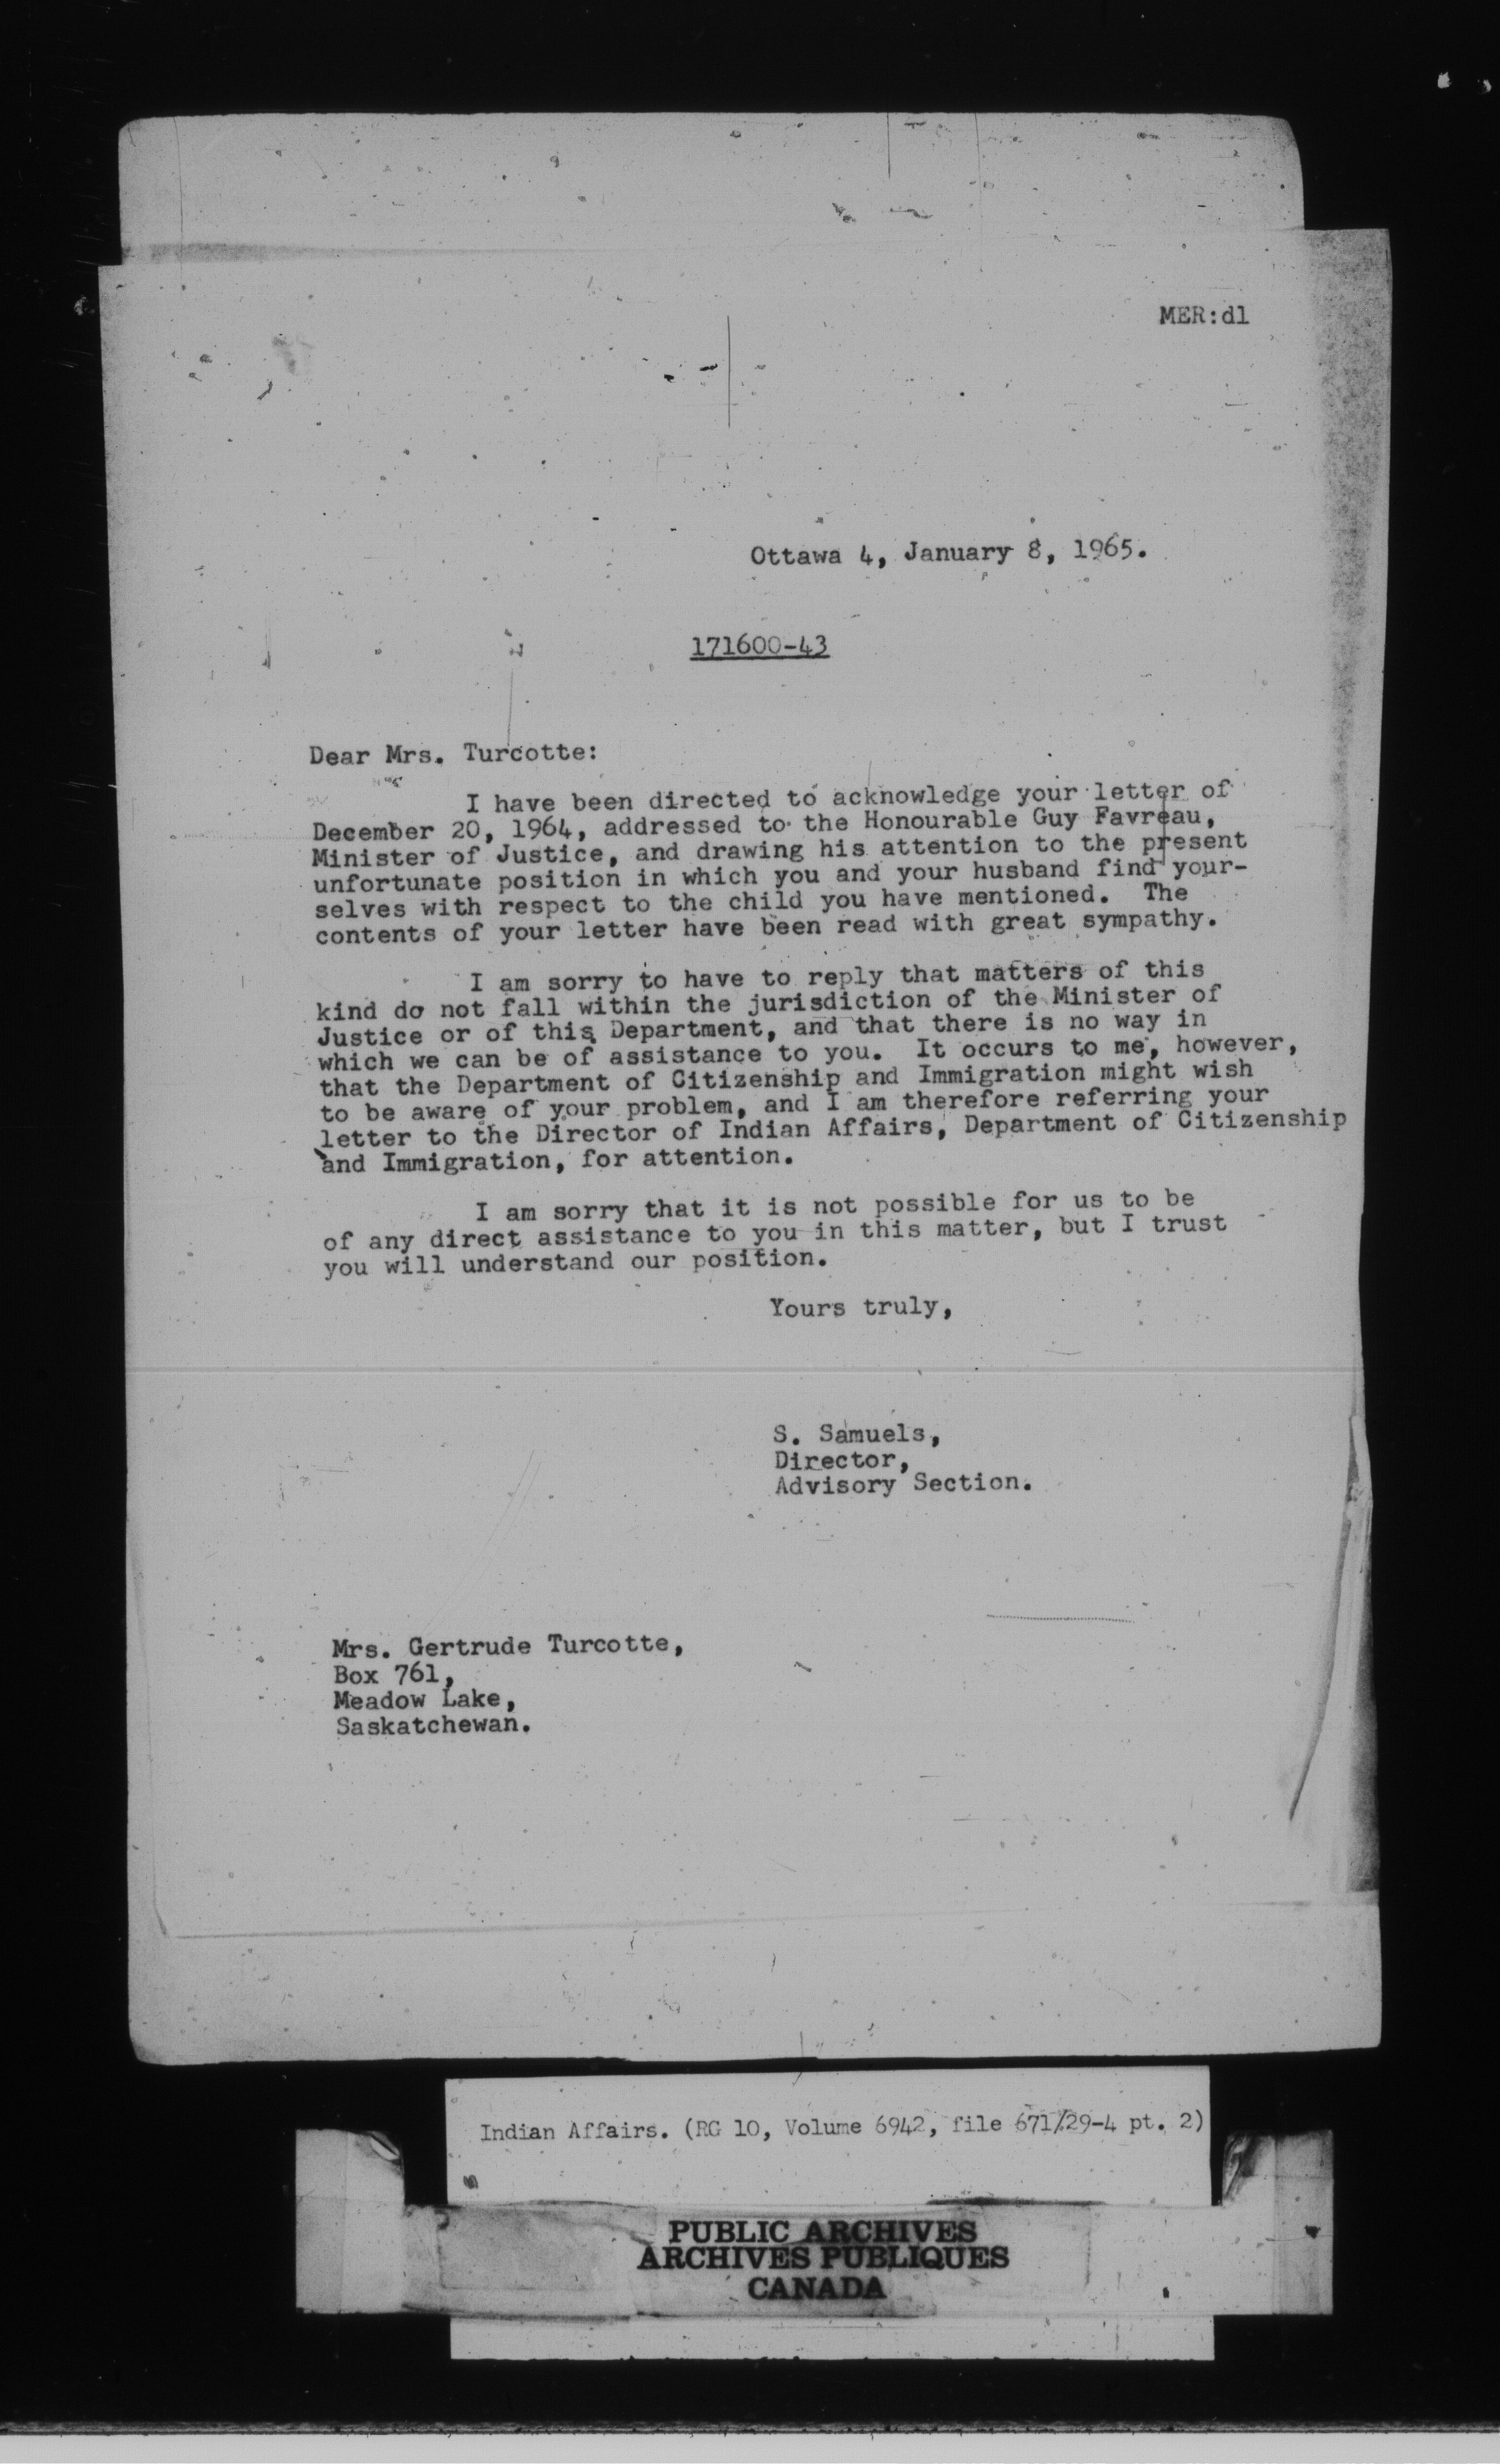 MER:dl
Ottawa 4, January 8, 1965.
171600-43
Dear Mrs. Turcotte:
I have been directed to acknowledge your letter of
December 20, 1964, addressed to the Honourable Guy Favreau,
Minister of Justice, and drawing his attention to the present
unfortunate position in which you and your husband find your-
selves with respect to the child you have mentioned. The
contents of your letter have been read with great sympathy.
I am sorry to have to reply that matters of this
kind do not fall within the jurisdiction of the Minister of
Justice or of this Department, and that there is no way in
which we can be of assistance to you. It occurs to me, however,
that the Department of Citizenship and Immigration might wish
to be aware of your problem, and I am therefore referring your
letter to the Director of Indian Affairs, Department of Citizenship
and Immigration, for attention.
I am sorry that it is not possible for us to be
of any direct assistance to you in this matter, but I trust
you will understand our position.
Yours truly,
S. Samuels,
Director,
Advisory Section.
Mrs. Gertrude Turcotte,
Box 761,
Meadow Lake,
Saskatchewan.
Indian Affairs. (RG 10, Volume 6942, file 671/29-4 pt. 2)
PUBLIC ARCHIVES
ARCHIVES PUBLIQUES
CANADA